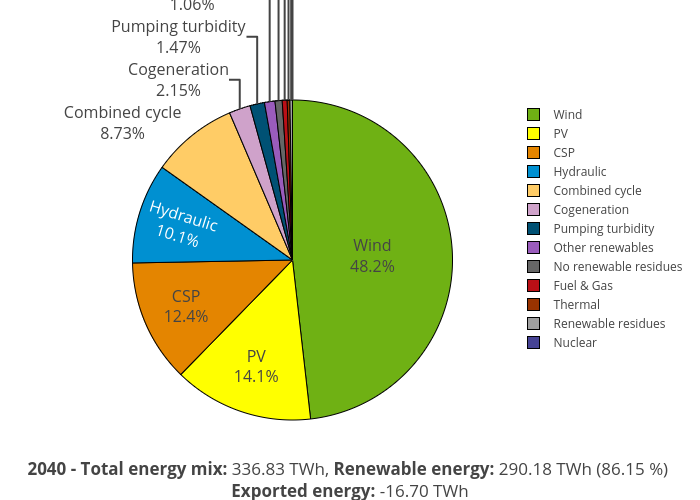 1.06%
Pumping turbidity
1.47%
Cogeneration
2.15%
Combined cycle
8.73%
Hydraulic
10.1%
Wind
48.2%
CSP
12.4%
PV
14.1%
Wind
PV
CSP
Hydraulic
Combined cycle
Cogeneration
Pumping turbidity
Other renewables
No renewable residues
Fuel & Gas
Thermal
Renewable residues
Nuclear
2040 - Total energy mix: 336.83 TWh, Renewable energy: 290.18 TWh (86.15 %)
Exported energy: -16.70 TWh